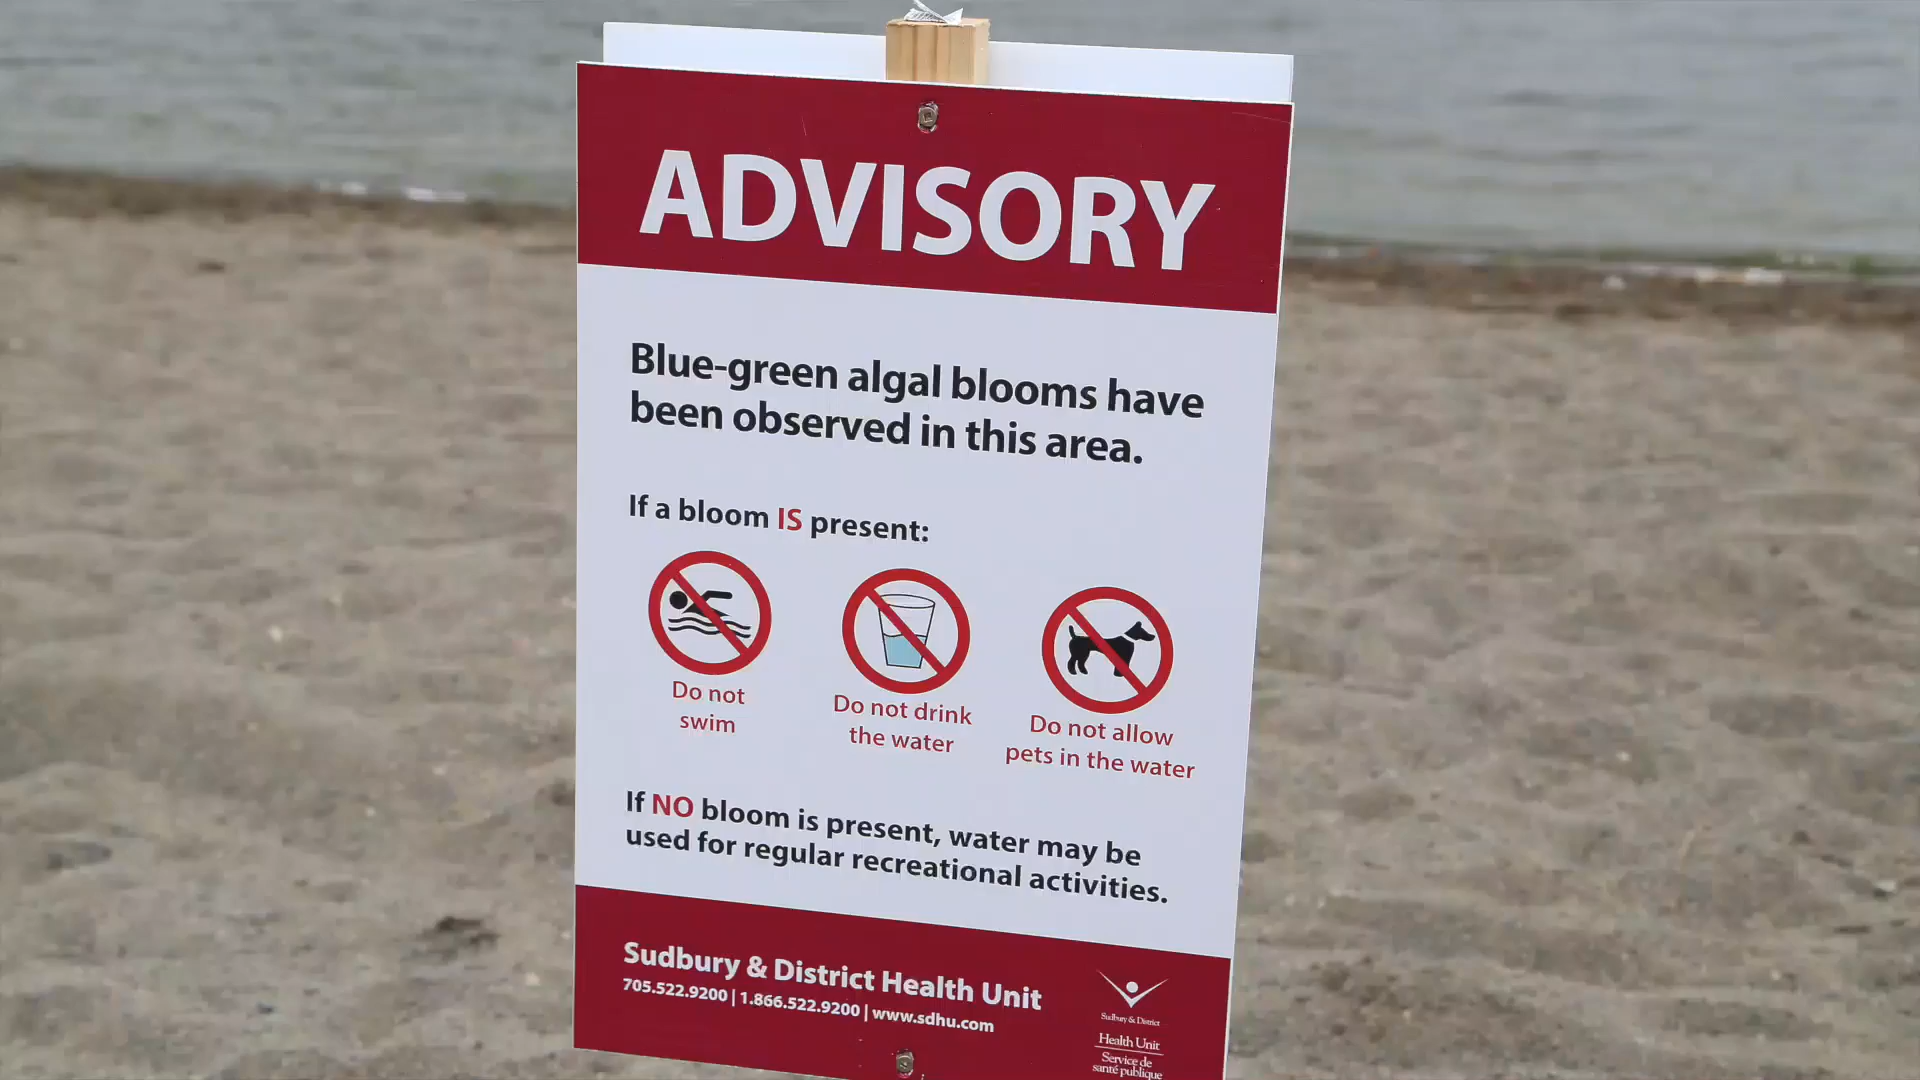 ADVISORY
Blue-green algal blooms have
been observed in this area.
If a bloom IS present:
Do not
swim
Do not drink
the water
Do not allow
pets in the water
If NO bloom is present, water may be
used for regular recreational activities.
Sudbury & District Health Unit
705.522.9200 | 1.866.522.9200 | www.sdhu.com
Sudbury & District
Health Unit
Service de
santé publique